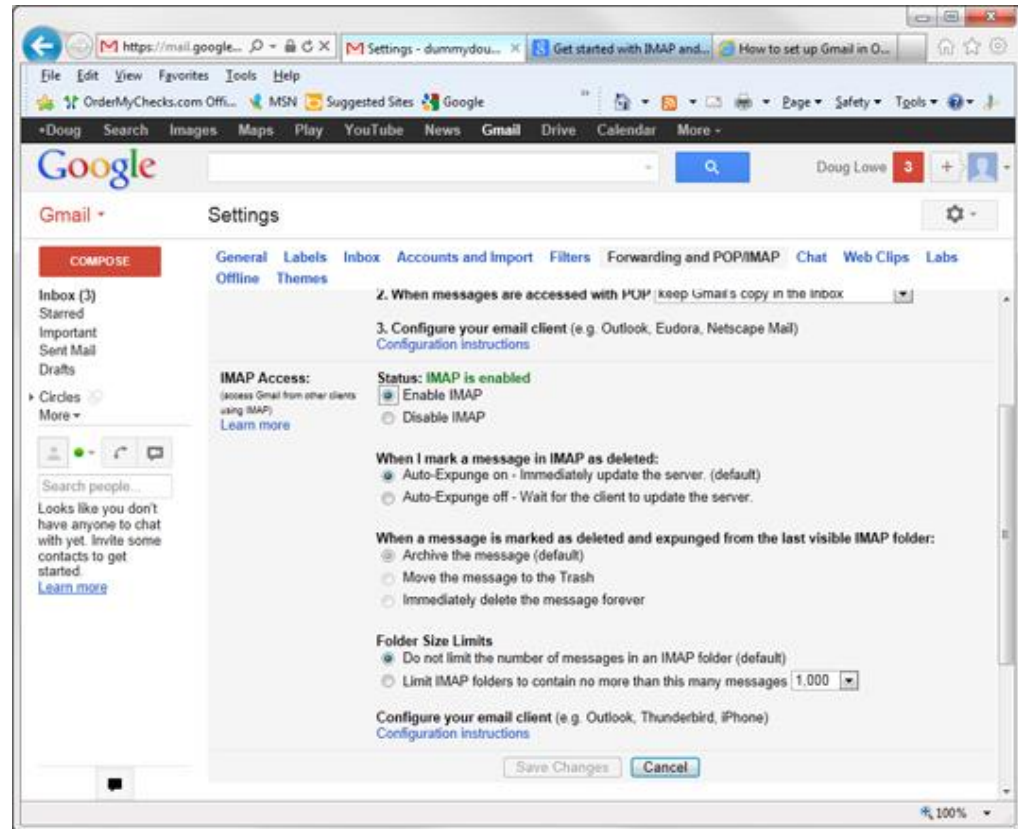 https://mail.google... Settings - dummydou... Get started with IMAP and... How to set up Gmail in O...
File Edit View Favorites Tools Help
OrderMyChecks.com Offi... MSN Suggested Sites Google Page Safety Tools
+Doug Search Images Maps Play YouTube News Gmail Drive Calendar More
Google Doug Lowe 3 +
Gmail Settings
COMPOSE
Inbox (3)
Starred
Important
Sent Mail
Drafts
Circles
More
Search people...
Looks like you don't
have anyone to chat
with yet. Invite some
contacts to get
started.
Learn more
General Labels Inbox Accounts and Import Filters Forwarding and POP/IMAP Chat Web Clips Labs
Offline Themes
2. When messages are accessed with POP keep Gmail's copy in the Inbox
3. Configure your email client (e.g. Outlook, Eudora, Netscape Mail)
Configuration instructions
IMAP Access:
(access Gmail from other clients
using IMAP)
Learn more
Status: IMAP is enabled
Enable IMAP
Disable IMAP
When I mark a message in IMAP as deleted:
Auto-Expunge on - Immediately update the server. (default)
Auto-Expunge off - Wait for the client to update the server.
When a message is marked as deleted and expunged from the last visible IMAP folder:
Archive the message (default)
Move the message to the Trash
Immediately delete the message forever
Folder Size Limits
Do not limit the number of messages in an IMAP folder (default)
Limit IMAP folders to contain no more than this many messages 1,000
Configure your email client (e.g. Outlook, Thunderbird, iPhone)
Configuration instructions
Save Changes Cancel
100%